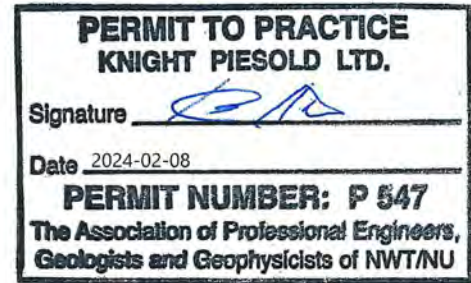 PERMIT TO PRACTICE
KNIGHT PIESOLD LTD.
Signature
Date 2024-02-08
PERMIT NUMBER: P 547
The Association of Professional Engineers,
Geologists and Geophysicists of NWT/NU